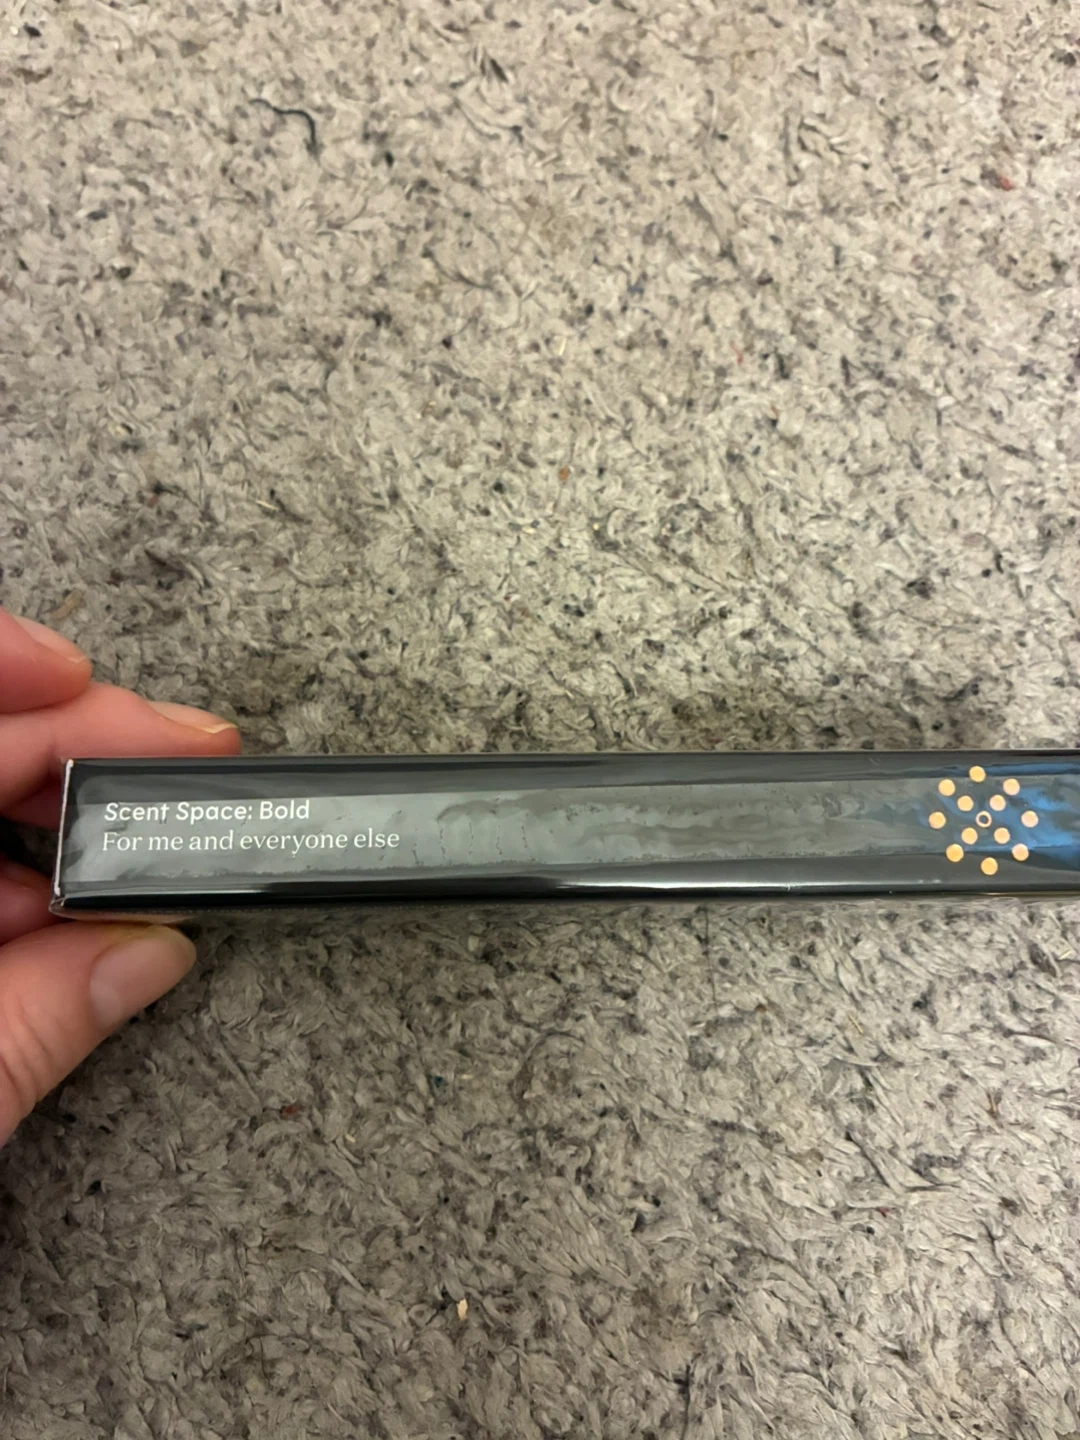 Scent Space: Bold
For me and everyone else